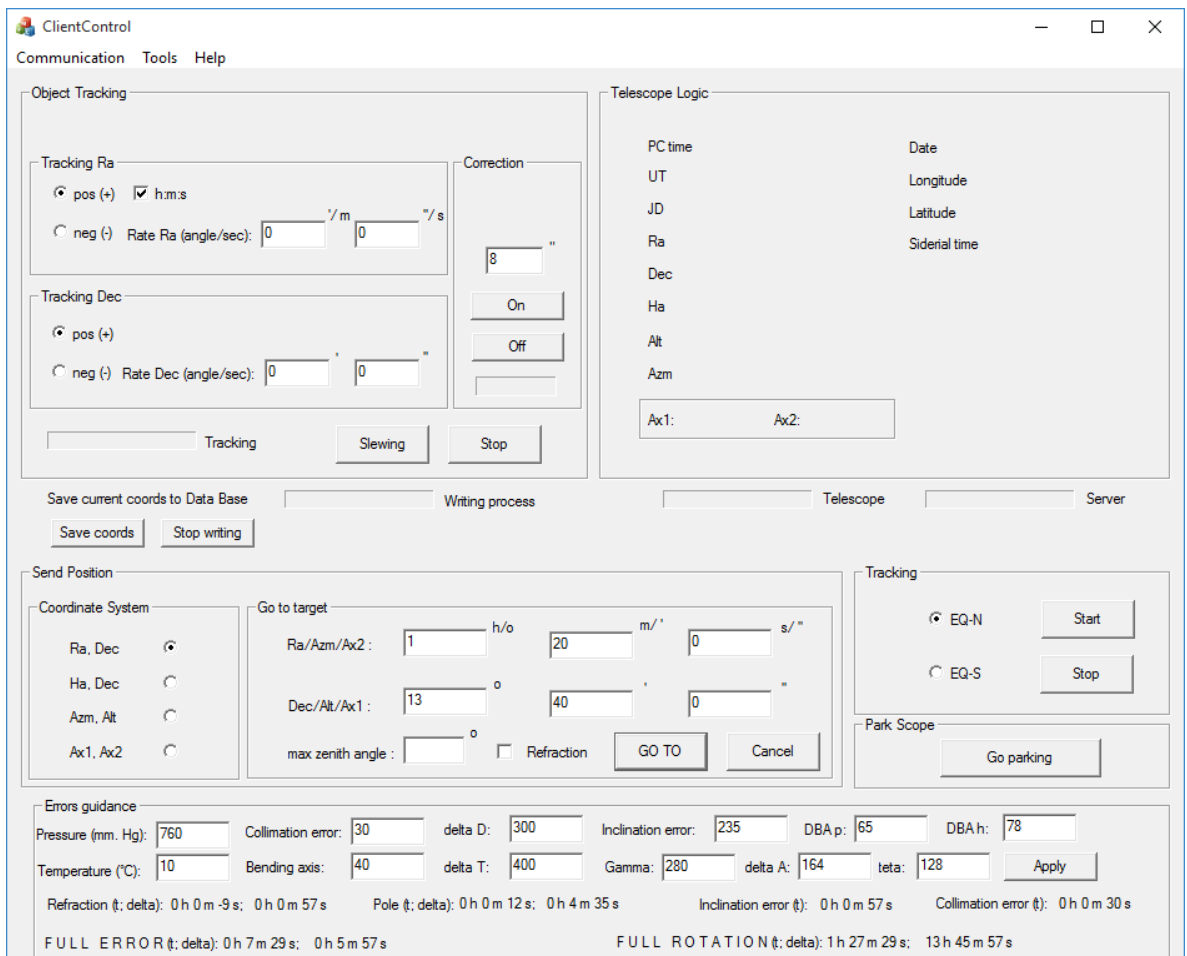 ClientControl
Communication Tools Help
Object Tracking
Tracking Ra
pos (+) h:m:s
neg (-) Rate Ra (angle/sec): 0 '/ m 0 "/ s
Tracking Dec
pos (+)
neg (-) Rate Dec (angle/sec): 0 ' 0 "
Correction
8 "
On
Off
Tracking Slewing Stop
Telescope Logic
PC time Date
UT Longitude
JD Latitude
Ra Siderial time
Dec
Ha
Alt
Azm
Ax1: Ax2:
Save current coords to Data Base Writing process Telescope Server
Save coords Stop writing
Send Position
Coordinate System
Ra, Dec
Ha, Dec
Azm, Alt
Ax1, Ax2
Go to target
Ra/Azm/Ax2 : 1 h/o 20 m/ ' 0 s/ "
Dec/Alt/Ax1 : 13 o 40 ' 0 "
max zenith angle : o Refraction GO TO Cancel
Tracking
EQ-N Start
EQ-S Stop
Park Scope
Go parking
Errors guidance
Pressure (mm. Hg): 760 Collimation error: 30 delta D: 300 Inclination error: 235 DBA p: 65 DBA h: 78
Temperature (°C): 10 Bending axis: 40 delta T: 400 Gamma: 280 delta A: 164 teta: 128 Apply
Refraction (t; delta): 0 h 0 m -9 s; 0 h 0 m 57 s Pole (t; delta): 0 h 0 m 12 s; 0 h 4 m 35 s Inclination error (t): 0 h 0 m 57 s Collimation error (t): 0 h 0 m 30 s
F U L L E R R O R (t; delta): 0 h 7 m 29 s; 0 h 5 m 57 s F U L L R O T A T I O N (t; delta): 1 h 27 m 29 s; 13 h 45 m 57 s